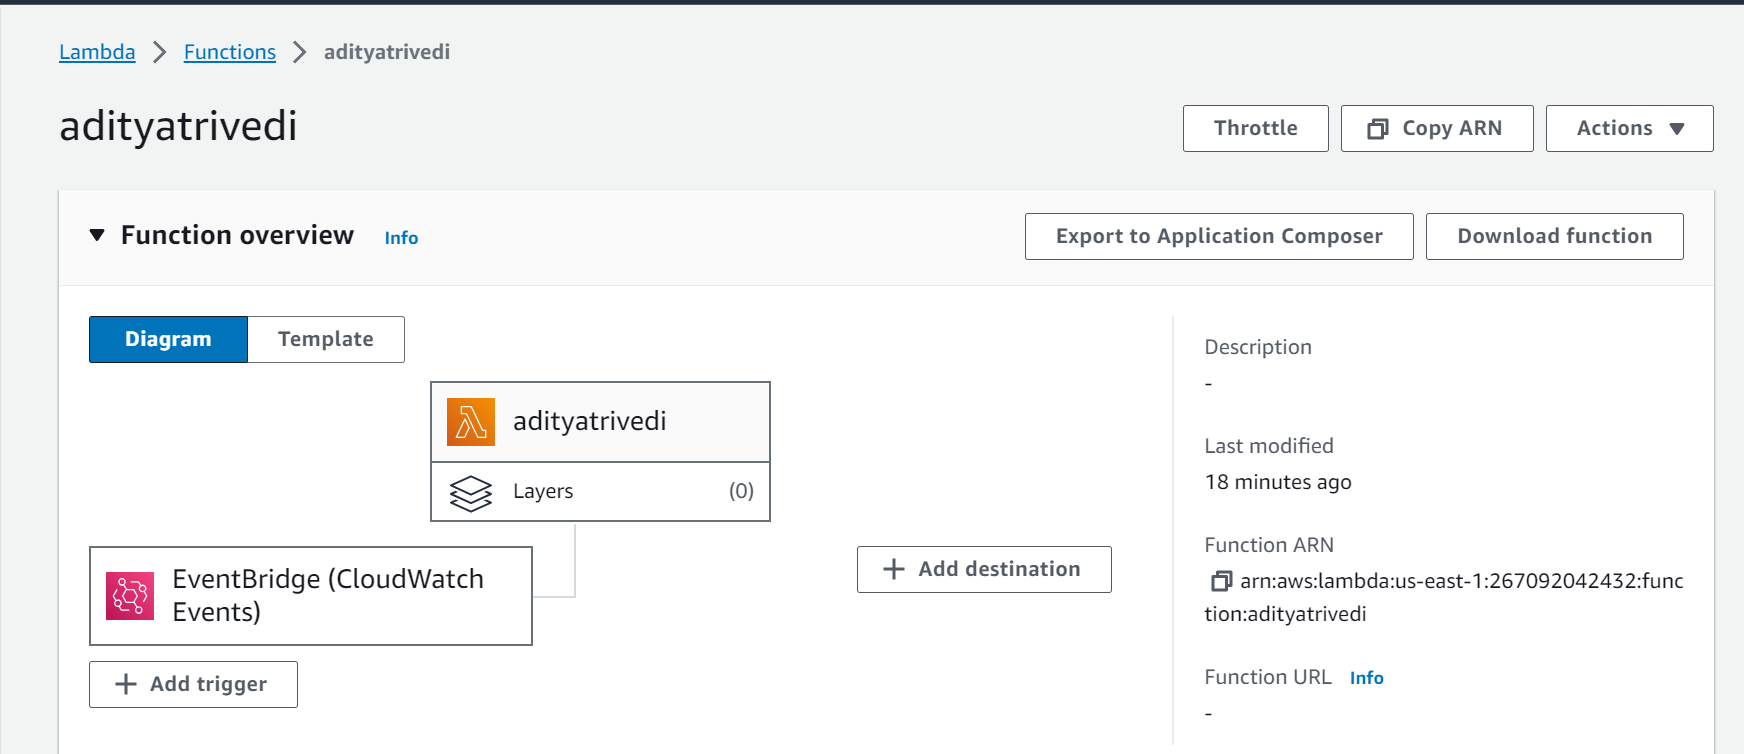 Lambda > Functions > adityatrivedi
adityatrivedi
Throttle
Copy ARN
Actions
Function overview
Info
Export to Application Composer
Download function
Diagram
Template
adityatrivedi
Layers
(0)
EventBridge (CloudWatch
Events)
+ Add trigger
+ Add destination
Description
-
Last modified
18 minutes ago
Function ARN
arn:aws:lambda:us-east-1:267092042432:func
tion:adityatrivedi
Function URL
Info
-